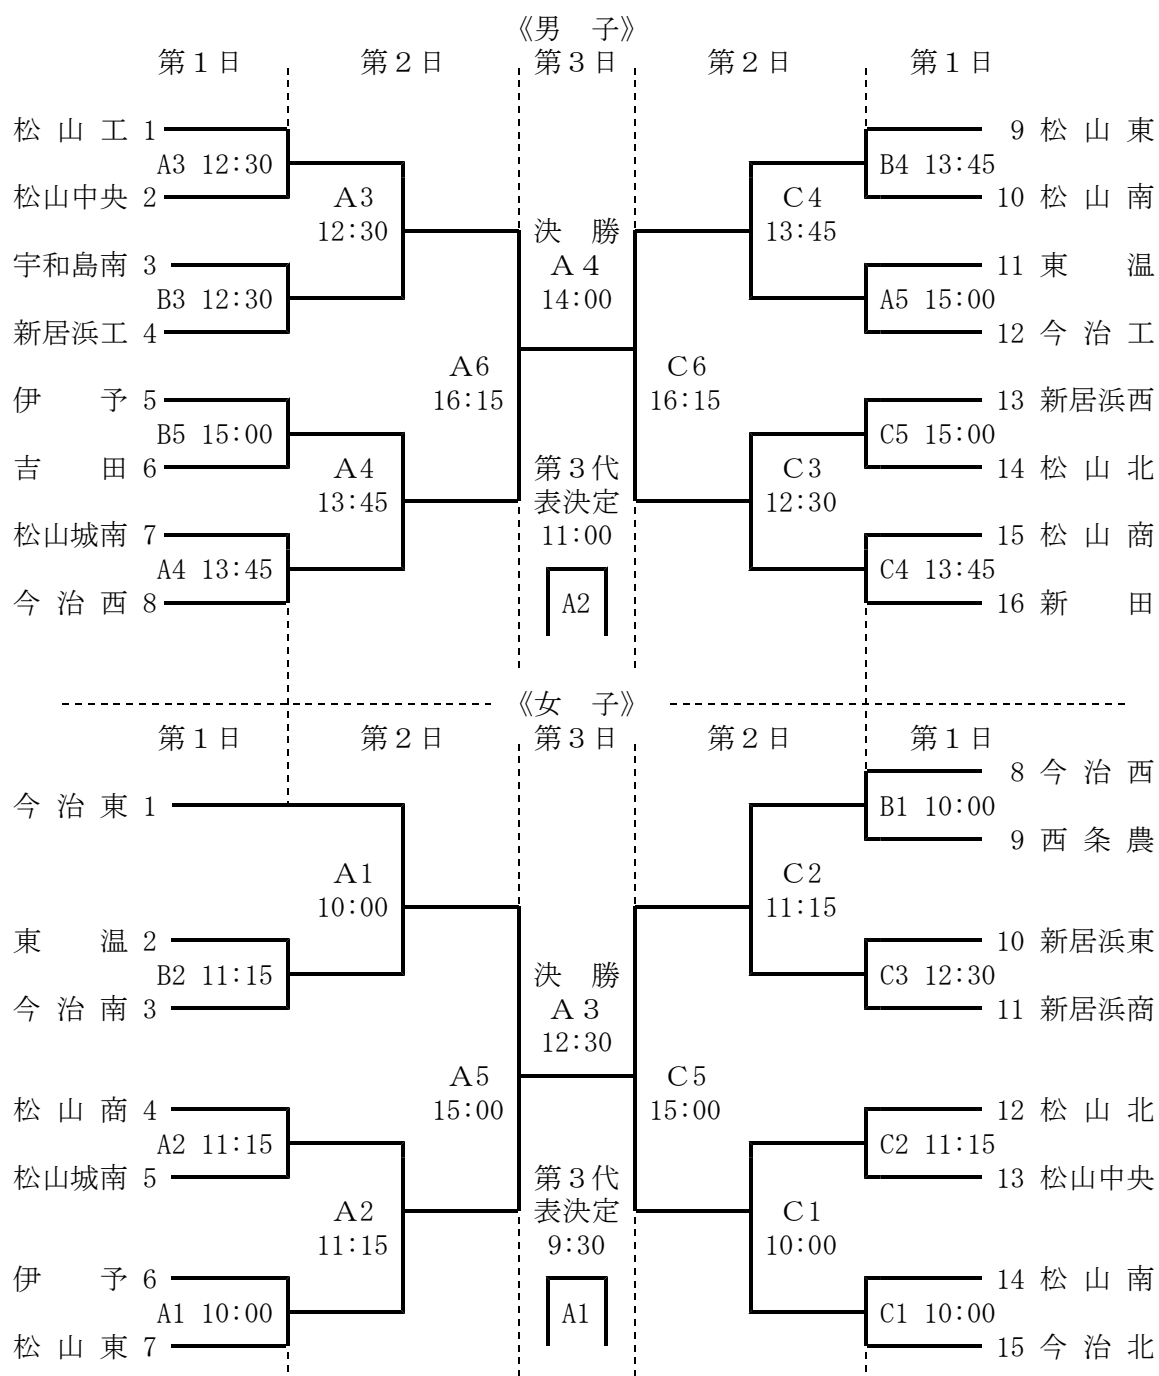 《男　子》
第１日 第２日 第３日 第２日 第１日
松 山 工 1 9 松 山 東
A3 12:30 B4 13:45
松山中央 2 A3 C4 10 松 山 南
12:30 決　勝 13:45
宇和島南 3 A 4 11 東　　温
B3 12:30 14:00 A5 15:00
新居浜工 4 12 今 治 工
A6 C6
伊　　予 5 16:15 16:15 13 新居浜西
B5 15:00 C5 15:00
吉　　田 6 A4 第３代 C3 14 松 山 北
13:45 表決定 12:30
松山城南 7 11:00 15 松 山 商
A4 13:45 C4 13:45
今 治 西 8 A2 16 新　　田
《女　子》
第１日 第２日 第３日 第２日 第１日
8 今 治 西
今 治 東 1 B1 10:00
9 西 条 農
A1 C2
10:00 11:15
東　　温 2 10 新居浜東
B2 11:15 決　勝 C3 12:30
今 治 南 3 A 3 11 新居浜商
12:30
A5 C5
松 山 商 4 15:00 15:00 12 松 山 北
A2 11:15 C2 11:15
松山城南 5 第３代 13 松山中央
A2 表決定 C1
11:15 9:30 10:00
伊　　予 6 14 松 山 南
A1 10:00 A1 C1 10:00
松 山 東 7 15 今 治 北